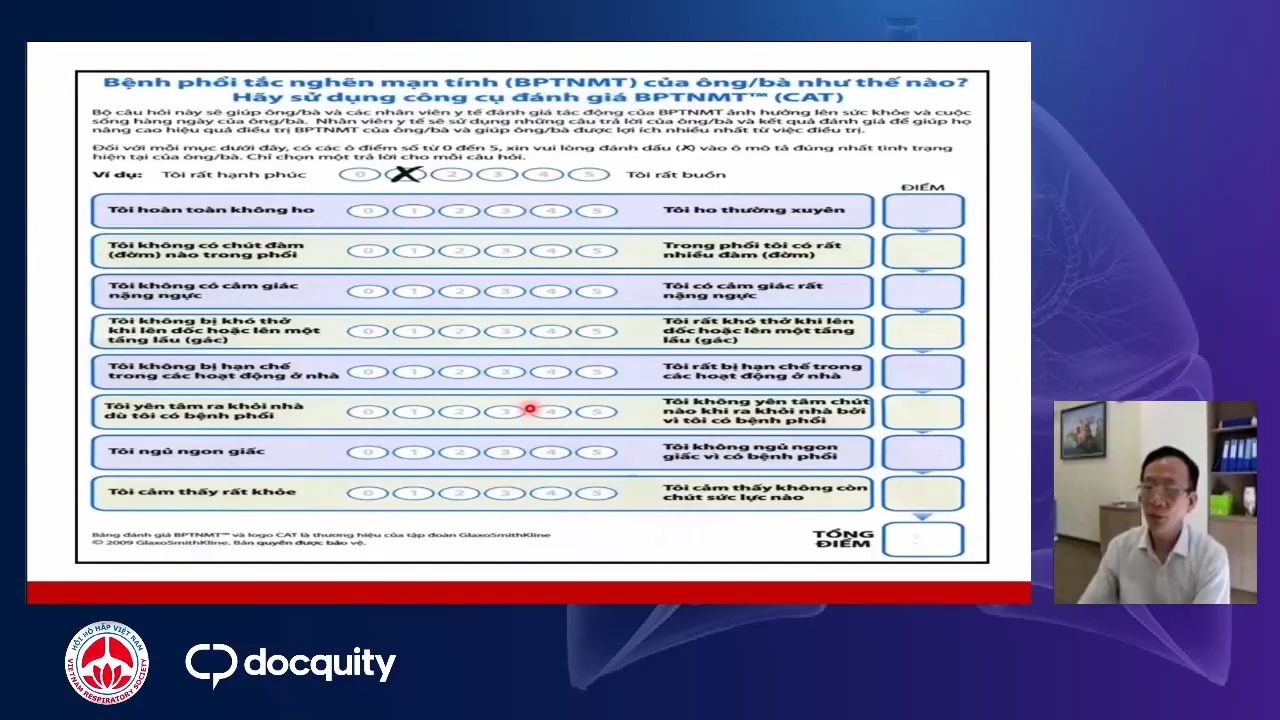 Bệnh phổi tắc nghẽn mạn tính (BPTNMT) của ông/bà như thế nào?
Hãy sử dụng công cụ đánh giá BPTNMT™ (CAT)
Bộ câu hỏi này sẽ giúp ông/bà và các nhân viên y tế đánh giá tác động của BPTNMT ảnh hưởng lên sức khỏe và cuộc
sống hàng ngày của ông/bà. Nhân viên y tế sẽ sử dụng những câu trả lời của ông/bà và kết quả đánh giá để giúp họ
nâng cao hiệu quả điều trị BPTNMT của ông/bà và giúp ông/bà được lợi ích nhiều nhất từ việc điều trị.
Đối với mỗi mục dưới đây, có các ô điểm số từ 0 đến 5, xin vui lòng đánh dấu (X) vào ô mô tả đúng nhất tình trạng
hiện tại của ông/bà. Chỉ chọn một trả lời cho mỗi câu hỏi.
Ví dụ: Tôi rất hạnh phúc 0 X 2 3 4 5 Tôi rất buồn
ĐIỂM
Tôi hoàn toàn không ho 0 1 2 3 4 5 Tôi ho thường xuyên
Tôi không có chút đàm
(đờm) nào trong phổi
0 1 2 3 4 5
Trong phổi tôi có rất
nhiều đàm (đờm)
Tôi không có cảm giác
nặng ngực
0 1 2 3 4 5
Tôi có cảm giác rất
nặng ngực
Tôi không bị khó thở
khi lên dốc hoặc lên một
tầng lầu (gác)
0 1 2 3 4 5
Tôi rất khó thở khi lên
dốc hoặc lên một tầng
lầu (gác)
Tôi không bị hạn chế
trong các hoạt động ở nhà
0 1 2 3 4 5
Tôi rất bị hạn chế trong
các hoạt động ở nhà
Tôi yên tâm ra khỏi nhà
dù tôi có bệnh phổi
0 1 2 3 4 5
Tôi không yên tâm chút
nào khi ra khỏi nhà bởi
vì tôi có bệnh phổi
Tôi ngủ ngon giấc
0 1 2 3 4 5
Tôi không ngủ ngon
giấc vì có bệnh phổi
Tôi cảm thấy rất khỏe
0 1 2 3 4 5
Tôi cảm thấy không còn
chút sức lực nào
Bảng đánh giá BPTNMT™ và logo CAT là thương hiệu của tập đoàn GlaxoSmithKline
© 2009 GlaxoSmithKline. Bản quyền được bảo vệ.
TỔNG
ĐIỂM
HỘI HÔ HẤP VIỆT NAM
VIETNAM RESPIRATORY SOCIETY
docquity